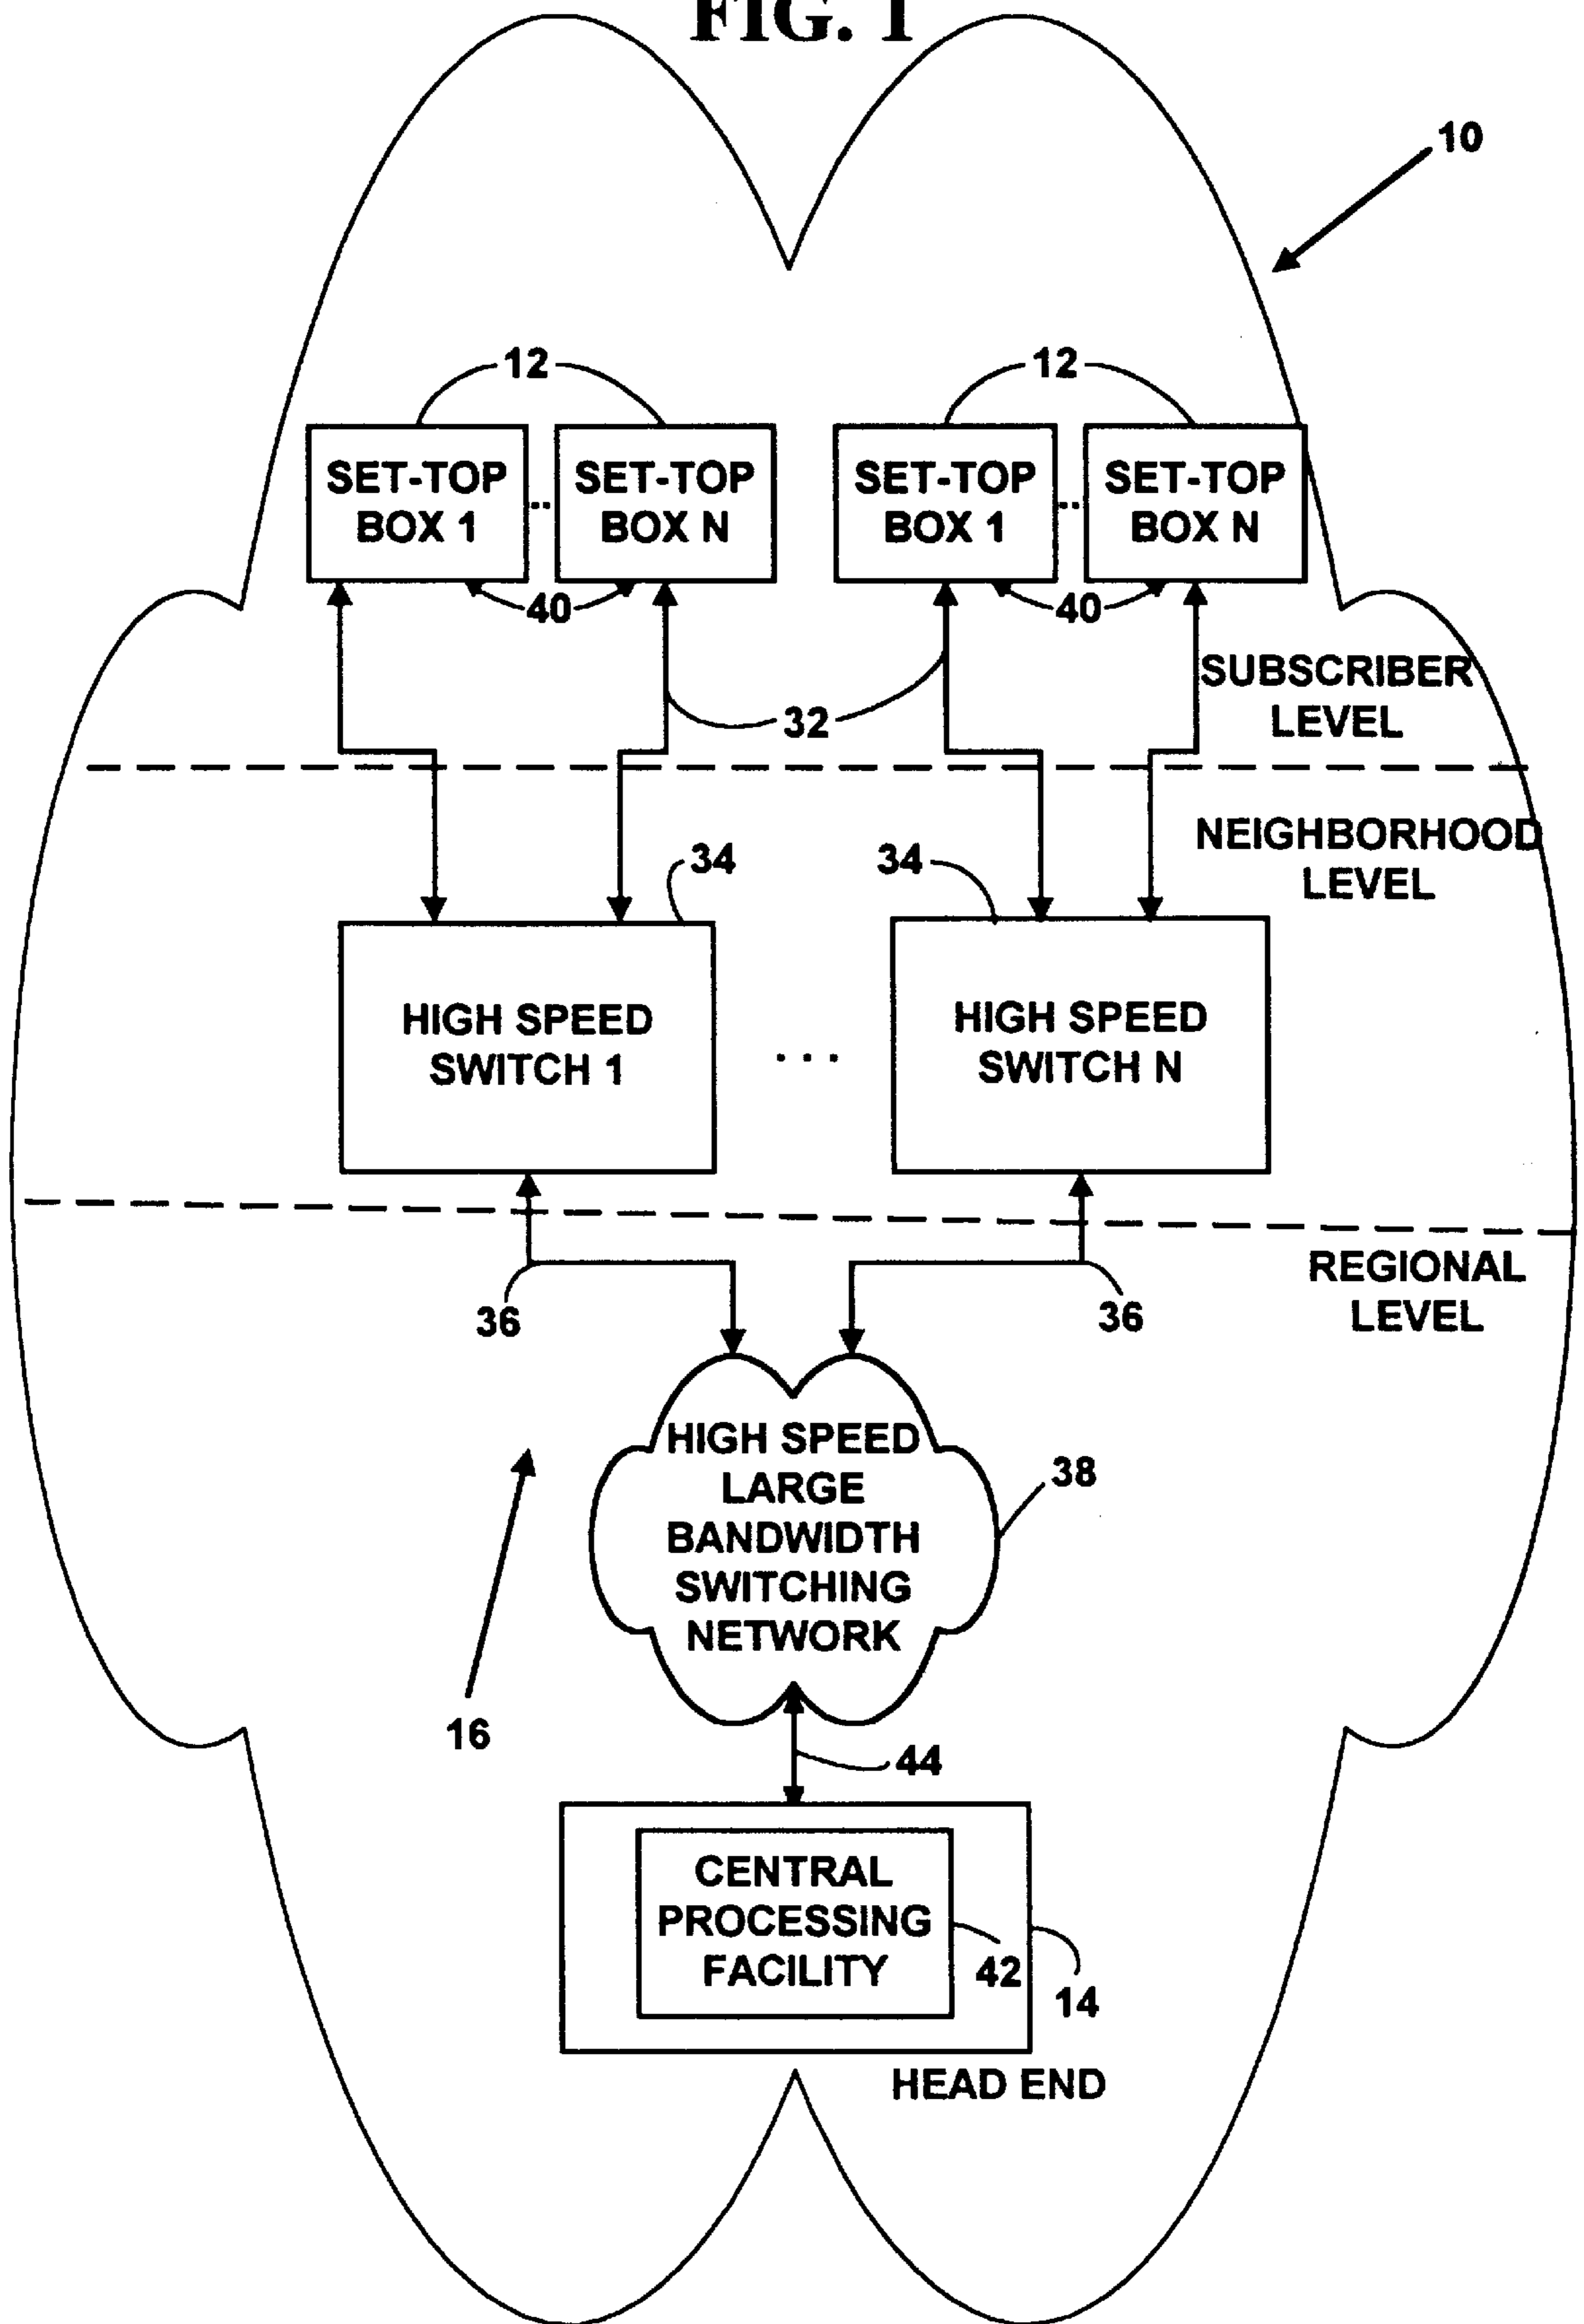 FIG. 1
10
12
12
SET-TOP
BOX 1
..
SET-TOP
BOX N
SET-TOP
BOX 1
..
SET-TOP
BOX N
40
40
SUBSCRIBER
LEVEL
32
NEIGHBORHOOD
LEVEL
34
34
HIGH SPEED
SWITCH 1
...
HIGH SPEED
SWITCH N
REGIONAL
LEVEL
36
36
HIGH SPEED
LARGE
BANDWIDTH
SWITCHING
NETWORK
38
16
44
CENTRAL
PROCESSING
FACILITY
42
14
HEAD END